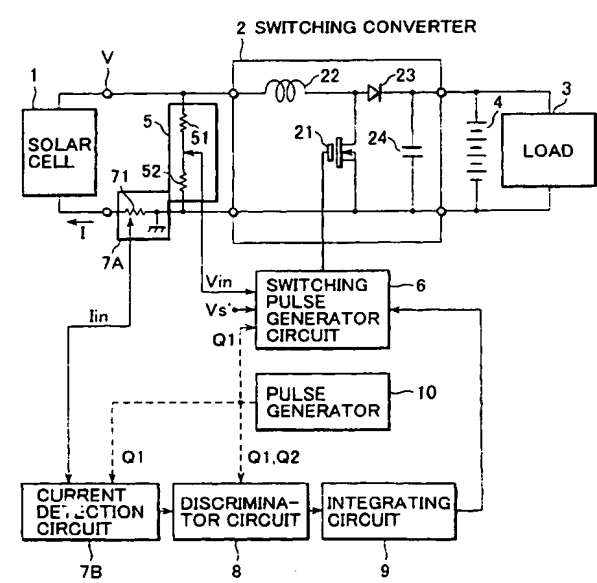 2 SWITCHING CONVERTER
V
1
22
23
3
SOLAR
CELL
5
51
21
24
4
LOAD
52
71
I
7A
Vin
Vs'
Q1
SWITCHING
PULSE
GENERATOR
CIRCUIT
6
Iin
PULSE
GENERATOR
10
Q1
Q1,Q2
CURRENT
DETECTION
CIRCUIT
DISCRIMINA-
TOR CIRCUIT
INTEGRATING
CIRCUIT
7B
8
9